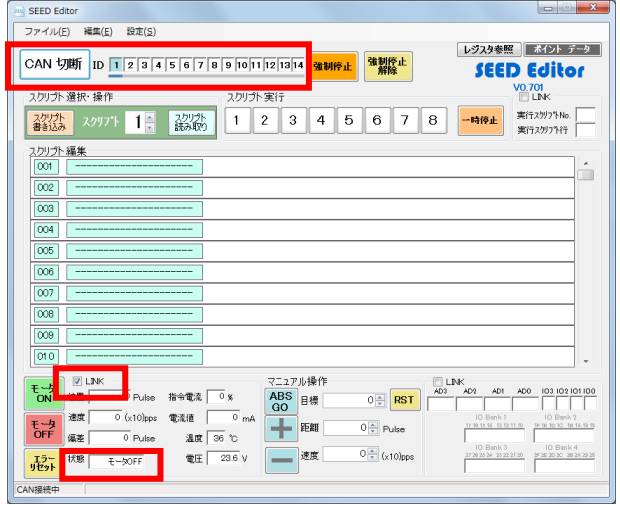 SEED Editor
ファイル(F) 編集(E) 設定(S)
CAN 切断 ID 1 2 3 4 5 6 7 8 9 10 11 12 13 14 強制停止 強制停止 解除
レジスタ参照 ポイント データ
SEED Editor
V0.701
スクリプト選択・操作 スクリプト実行 LINK
スクリプト 書き込み スクリプト 1 スクリプト 読み取り 1 2 3 4 5 6 7 8 一時停止
実行スクリプトNo.
実行スクリプト行
スクリプト編集
001 --------------------
002 --------------------
003 --------------------
004 --------------------
005 --------------------
006 --------------------
007 --------------------
008 --------------------
009 --------------------
010 --------------------
モータ ON LINK マニュアル操作 LINK
0 Pulse 指令電流 0 % ABS GO 目標 0 RST
AD3 AD2 AD1 AD0 IO3 IO2 IO1 IO0
モータ OFF 速度 0 (x10)pps 電流値 0 mA
偏差 0 Pulse 温度 36 ℃ + 距離 0 Pulse
IO Bank 1 IO Bank 2
エラー リセット 状態 モータOFF 電圧 23.6 V − 速度 0 (x10)pps
IO Bank 3 IO Bank 4
CAN接続中